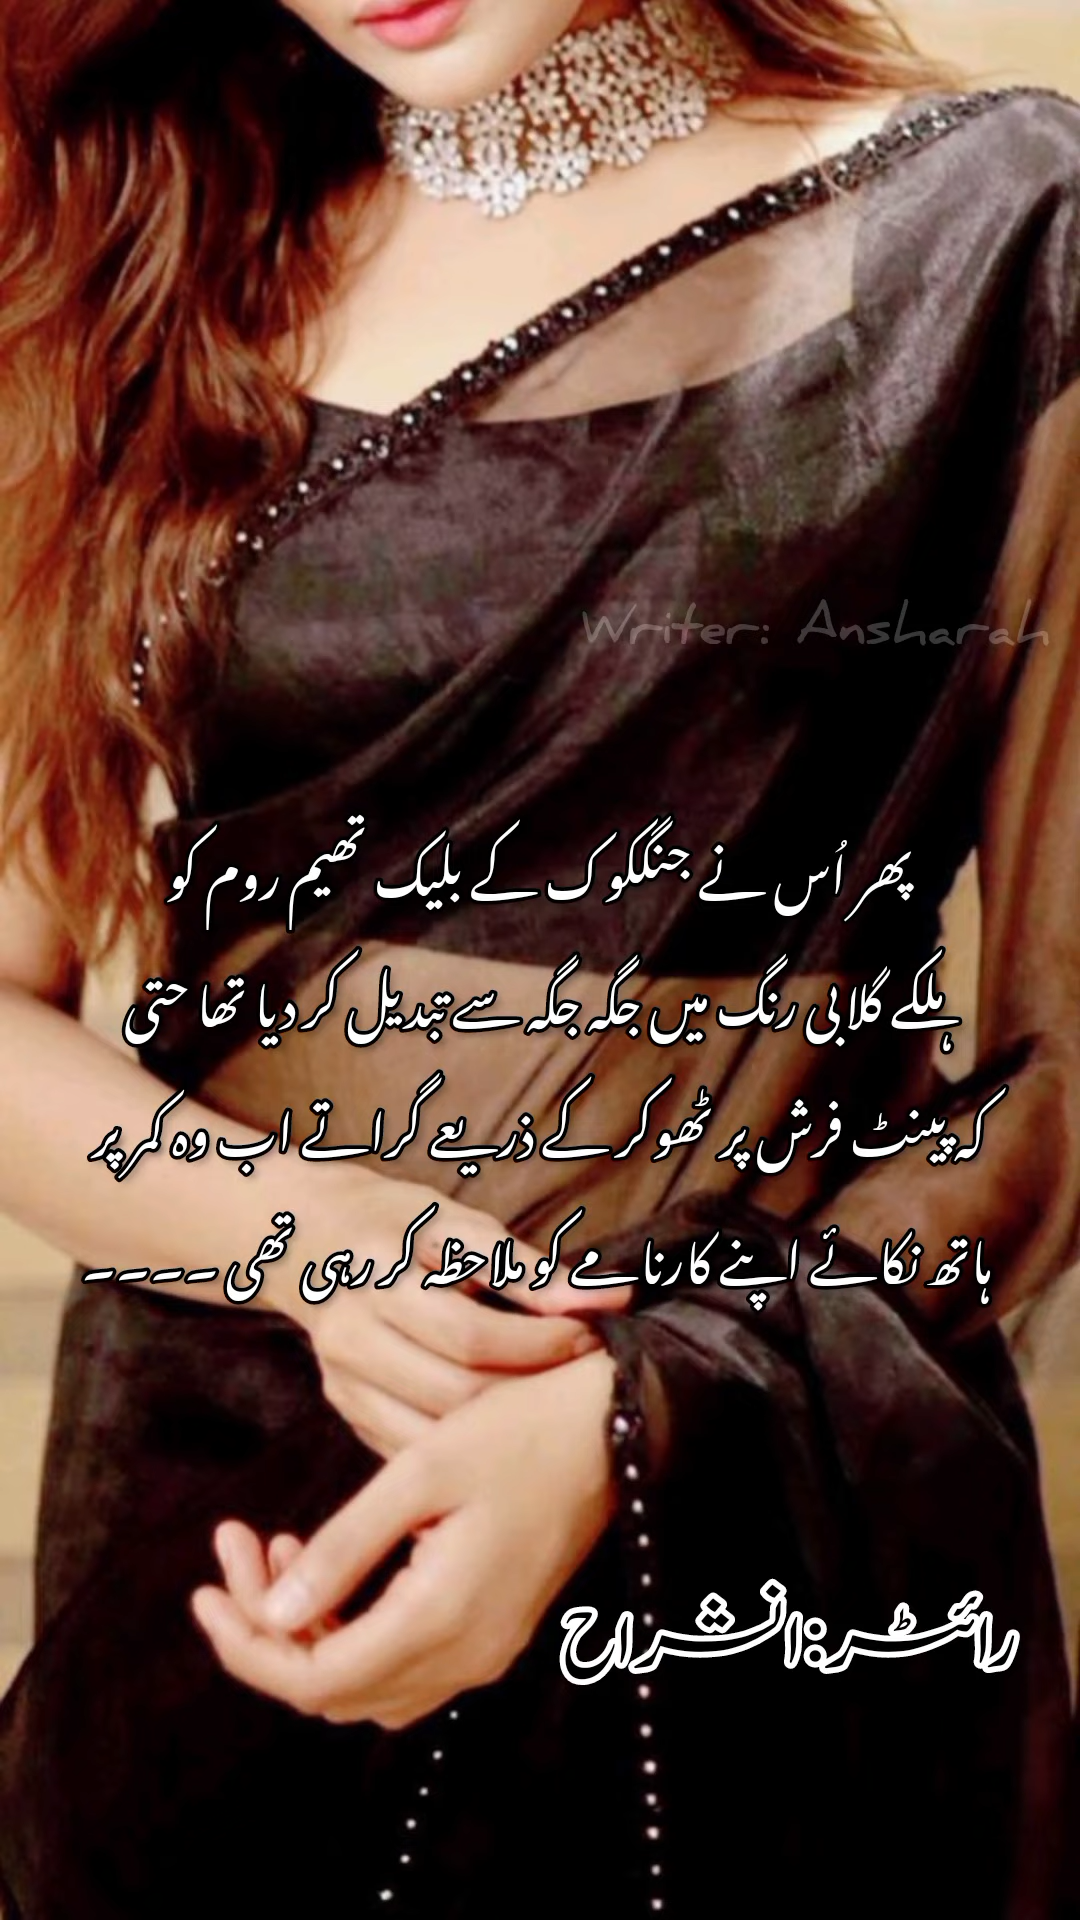 Writer: Ansharah
پھر اُس نے جنگکوک کے بلیک تھیم روم کو
ہلکے گلابی رنگ میں جگہ جگہ سے تبدیل کر دیا تھا حتی
کہ پینٹ فرش پر ٹھوکر کے ذریعے گراتے اب وہ کمر پر
ہاتھ نکائے اپنے کارنامے کو ملاحظہ کر رہی تھی ۔۔۔۔
رائٹر:انشراح